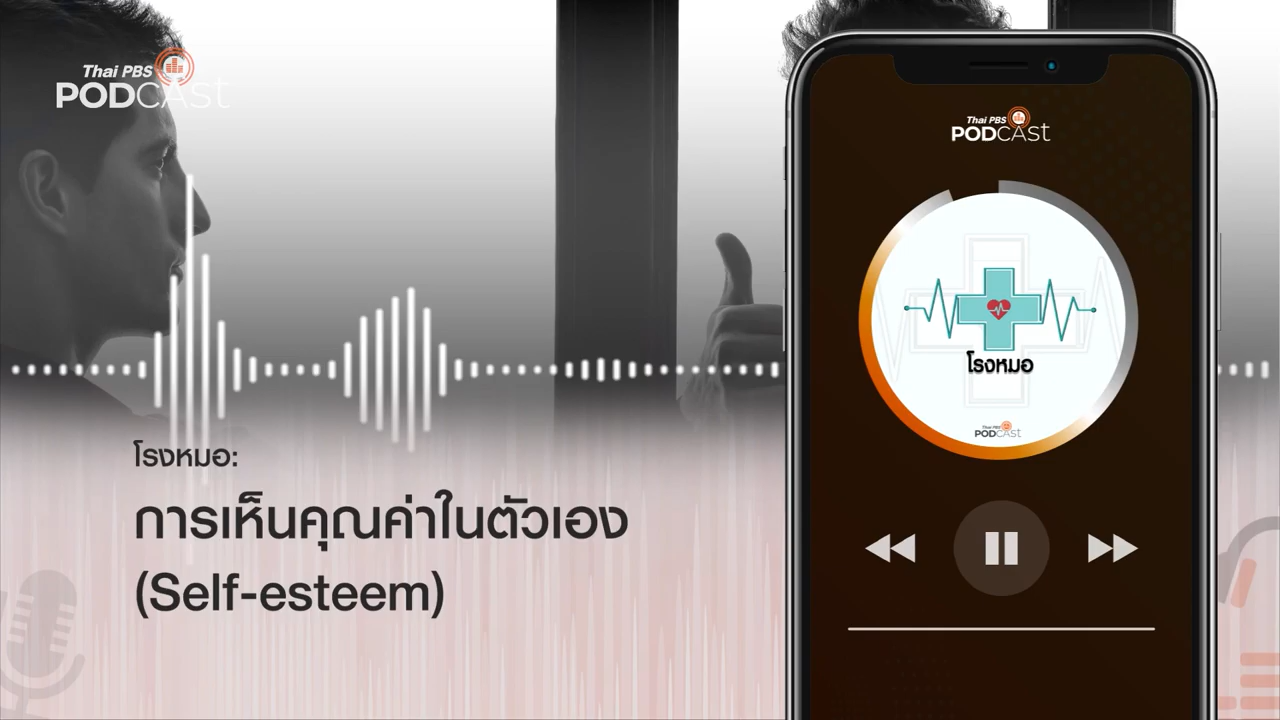 Thai PBS
PODCAST
โรงหมอ:
การเห็นคุณค่าในตัวเอง
(Self-esteem)
Thai PBS
PODCAST
โรงหมอ
Thai PBS
PODCAST